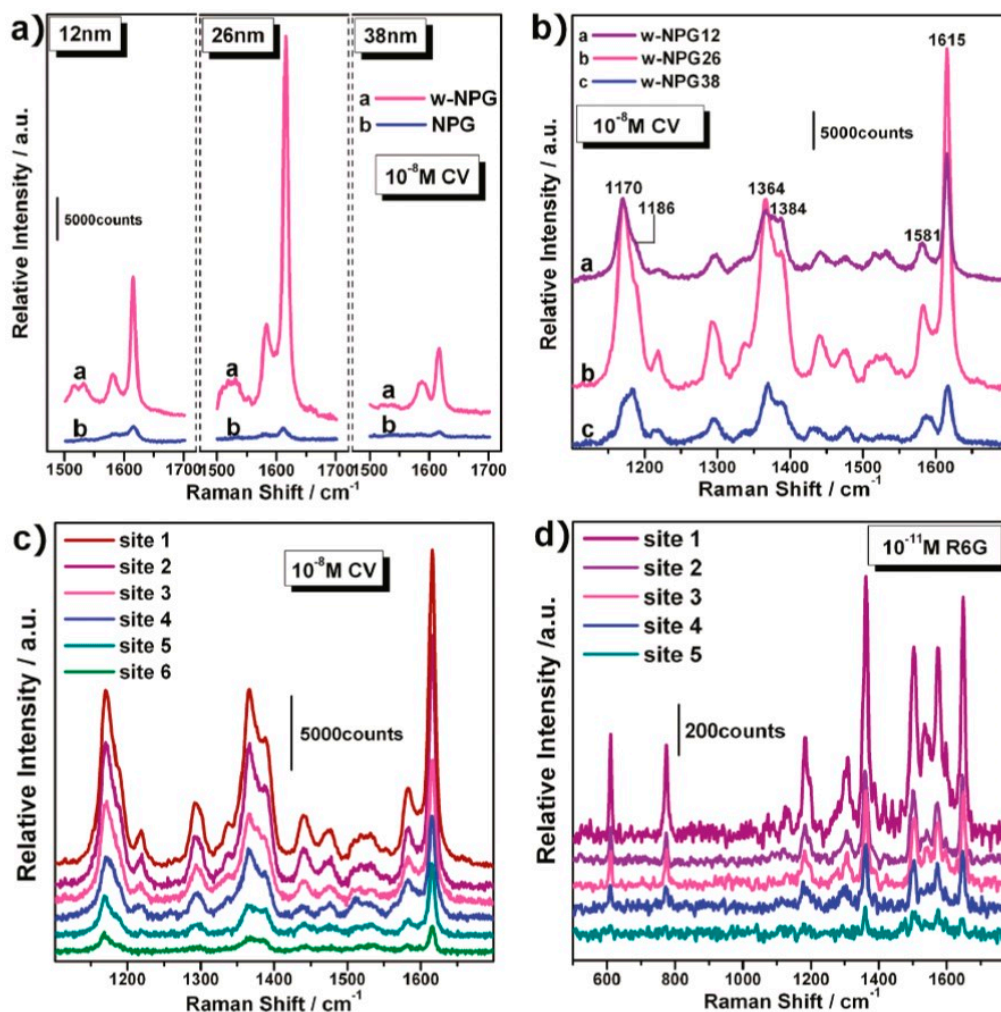 a)
12nm
26nm
38nm
a w-NPG
b NPG
10⁻⁸M CV
5000counts
a
b
a
b
a
b
1500 1600 1700
1500 1600 1700
1500 1600 1700
Raman Shift / cm⁻¹
Relative Intensity / a.u.
b)
a w-NPG12
b w-NPG26
c w-NPG38
10⁻⁸M CV
5000counts
1615
1170
1186
1364
1384
1581
a
b
c
1200 1300 1400 1500 1600
Raman Shift / cm⁻¹
Relative Intensity / a.u.
c)
site 1
site 2
site 3
site 4
site 5
site 6
10⁻⁸M CV
5000counts
1200 1300 1400 1500 1600
Raman Shift / cm⁻¹
Relative Intensity / a.u.
d)
site 1
site 2
site 3
site 4
site 5
10⁻¹¹M R6G
200counts
600 800 1000 1200 1400 1600
Raman Shift / cm⁻¹
Relative Intensity /a.u.